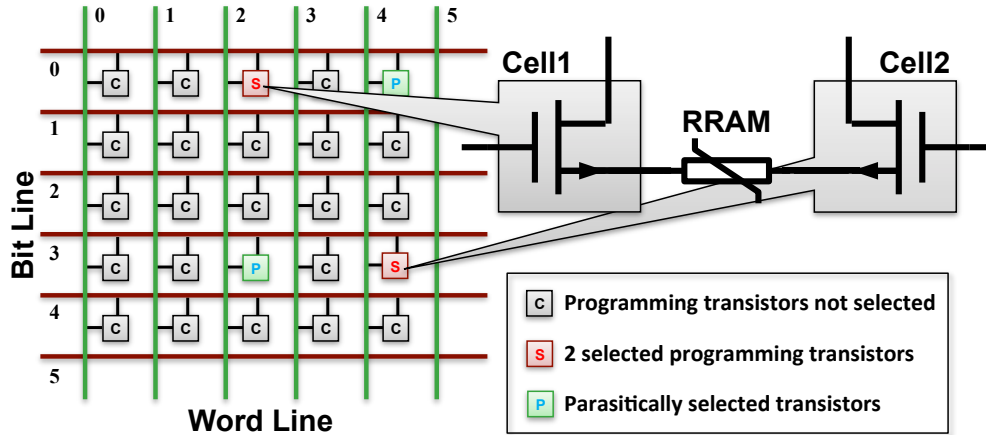 0 1 2 3 4 5
0 C C S C P
Cell1 Cell2
1 C C C C C
RRAM
2 C C C C C
Bit Line
3 C C P C S
4 C C C C C
5
Word Line
C Programming transistors not selected
S 2 selected programming transistors
P Parasitically selected transistors